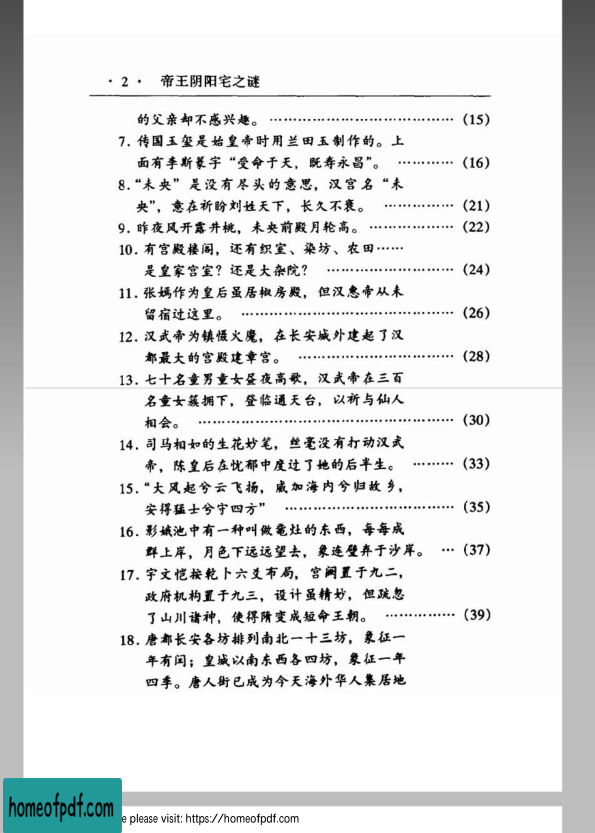 · 2 · 帝王阴阳宅之谜
的父亲却不感兴趣。 ………………………………… (15)
7. 传国玉玺是始皇帝时用兰田玉制作的。上
面有李斯篆字“受命于天，既寿永昌”。 ………… (16)
8. “未央”是没有尽头的意思，汉宫名“未
央”，意在祈盼刘姓天下，长久不衰。 …………… (21)
9. 昨夜风开露井桃，未央前殿月轮高。 ……………… (22)
10. 有宫殿楼阁，还有织室、染坊、农田……
是皇家宫室？还是大杂院？ ……………………… (24)
11. 张嫣作为皇后虽居椒房殿，但汉惠帝从未
留宿过这里。 ……………………………………… (26)
12. 汉武帝为镇慑火魔，在长安城外建起了汉
都最大的宫殿建章宫。 …………………………… (28)
13. 七十名童男童女昼夜高歌，汉武帝在三百
名童女簇拥下，登临通天台，以祈与仙人
相会。 ……………………………………………… (30)
14. 司马相如的生花妙笔，丝毫没有打动汉武
帝，陈皇后在忧郁中度过了她的后半生。 ……… (33)
15. “大风起兮云飞扬，威加海内兮归故乡，
安得猛士兮守四方” ……………………………… (35)
16. 影娥池中有一种叫做鼋灶的东西，每每成
群上岸，月色下远远望去，象连璧弃于沙岸。 … (37)
17. 宇文恺按乾卜六爻布局，宫阙置于九二，
政府机构置于九三，设计虽精妙，但疏忽
了山川诸神，使得隋变成短命王朝。 …………… (39)
18. 唐都长安各坊排列南北一十三坊，象征一
年有闰；皇城以南东西各四坊，象征一年
四季。唐人街已成为今天海外华人集居地
homeofpdf.com
e please visit: https://homeofpdf.com